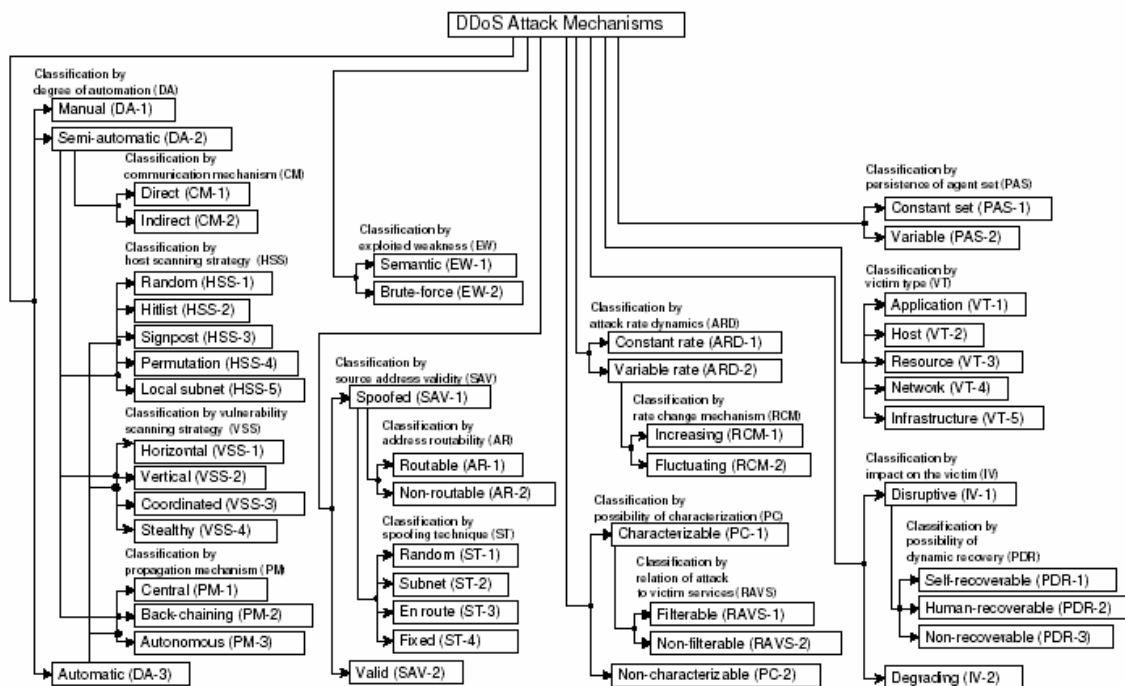 DDoS Attack Mechanisms
Classification by
degree of automation (DA)
Manual (DA-1)
Semi-automatic (DA-2)
Classification by
communication mechanism (CM)
Direct (CM-1)
Indirect (CM-2)
Classification by
host scanning strategy (HSS)
Random (HSS-1)
Hitlist (HSS-2)
Signpost (HSS-3)
Permutation (HSS-4)
Local subnet (HSS-5)
Classification by vulnerability
scanning strategy (VSS)
Horizontal (VSS-1)
Vertical (VSS-2)
Coordinated (VSS-3)
Stealthy (VSS-4)
Classification by
propagation mechanism (PM)
Central (PM-1)
Back-chaining (PM-2)
Autonomous (PM-3)
Automatic (DA-3)
Classification by
exploited weakness (EW)
Semantic (EW-1)
Brute-force (EW-2)
Classification by
source address validity (SAV)
Spoofed (SAV-1)
Classification by
address routability (AR)
Routable (AR-1)
Non-routable (AR-2)
Classification by
spoofing technique (ST)
Random (ST-1)
Subnet (ST-2)
En route (ST-3)
Fixed (ST-4)
Valid (SAV-2)
Classification by
attack rate dynamics (ARD)
Constant rate (ARD-1)
Variable rate (ARD-2)
Classification by
rate change mechanism (RCM)
Increasing (RCM-1)
Fluctuating (RCM-2)
Classification by
possibility of characterization (PC)
Characterizable (PC-1)
Classification by
relation of attack
to victim services (RAVS)
Filterable (RAVS-1)
Non-filterable (RAVS-2)
Non-characterizable (PC-2)
Classification by
persistence of agent set (PAS)
Constant set (PAS-1)
Variable (PAS-2)
Classification by
victim type (VT)
Application (VT-1)
Host (VT-2)
Resource (VT-3)
Network (VT-4)
Infrastructure (VT-5)
Classification by
impact on the victim (IV)
Disruptive (IV-1)
Classification by
possibility of
dynamic recovery (PDR)
Self-recoverable (PDR-1)
Human-recoverable (PDR-2)
Non-recoverable (PDR-3)
Degrading (IV-2)